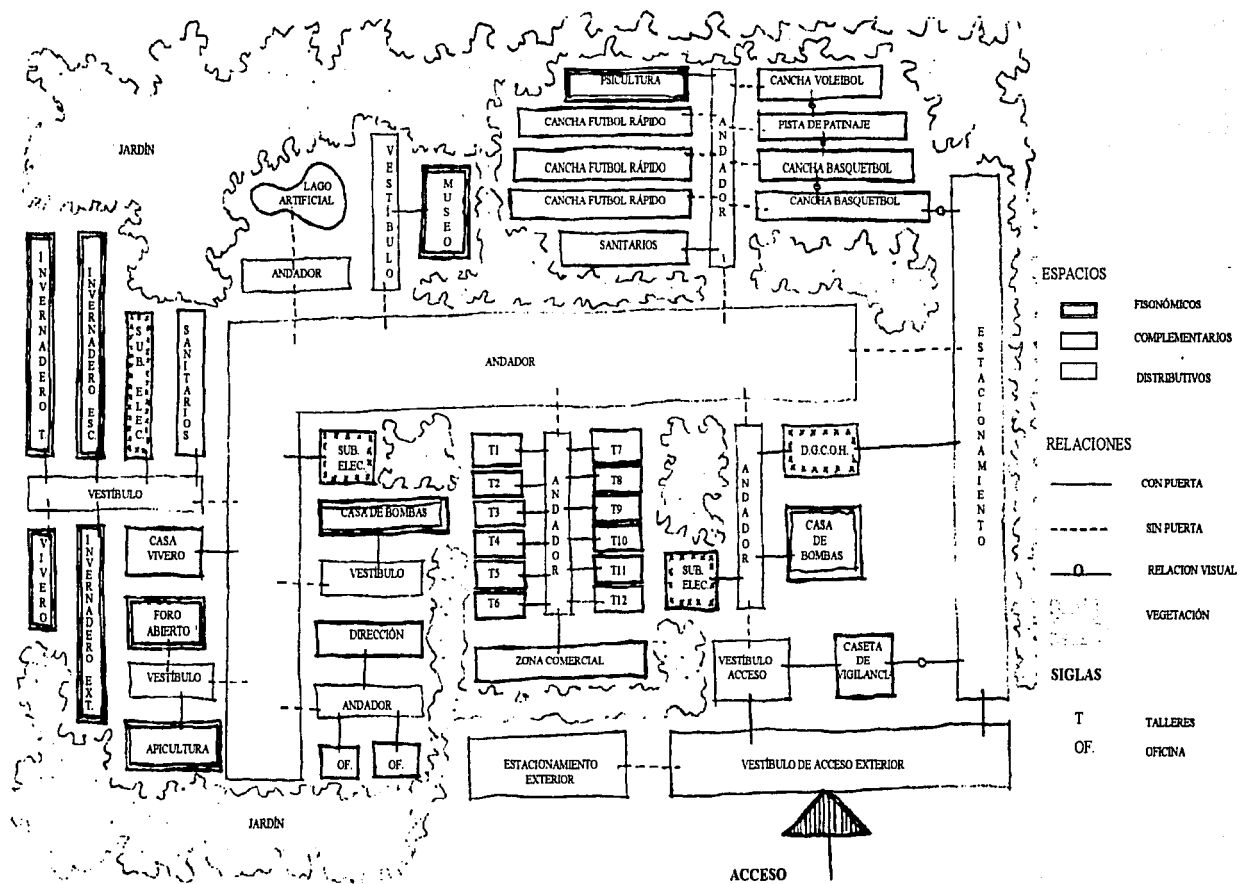 PSICULTURA
CANCHA VOLEIBOL
CANCHA FUTBOL RÁPIDO
PISTA DE PATINAJE
CANCHA FUTBOL RÁPIDO
CANCHA BASQUETBOL
CANCHA FUTBOL RÁPIDO
CANCHA BASQUETBOL
SANITARIOS
ANDADOR
JARDÍN
LAGO
ARTIFICIAL
ANDADOR
VESTÍBULO
MUSEO
INVERNADERO T.
INVERNADERO ESC.
SUB. ELEC.
SANITARIOS
ANDADOR
ESTACIONAMIENTO
VESTÍBULO
VIVERO
INVERNADERO EXT.
CASA
VIVERO
FORO
ABIERTO
VESTÍBULO
APICULTURA
SUB.
ELEC.
CASA DE BOMBAS
VESTÍBULO
DIRECCIÓN
ANDADOR
OF.
OF.
T1
T2
T3
T4
T5
T6
ANDADOR
T7
T8
T9
T10
T11
T12
ZONA COMERCIAL
ANDADOR
D.G.C.O.H.
CASA
DE
BOMBAS
SUB.
ELEC.
VESTÍBULO
ACCESO
CASETA
DE
VIGILANCIA
ESTACIONAMIENTO
EXTERIOR
VESTÍBULO DE ACCESO EXTERIOR
JARDÍN
ACCESO
ESPACIOS
FISONÓMICOS
COMPLEMENTARIOS
DISTRIBUTIVOS
RELACIONES
CON PUERTA
SIN PUERTA
RELACION VISUAL
VEGETACIÓN
SIGLAS
T TALLERES
OF. OFICINA